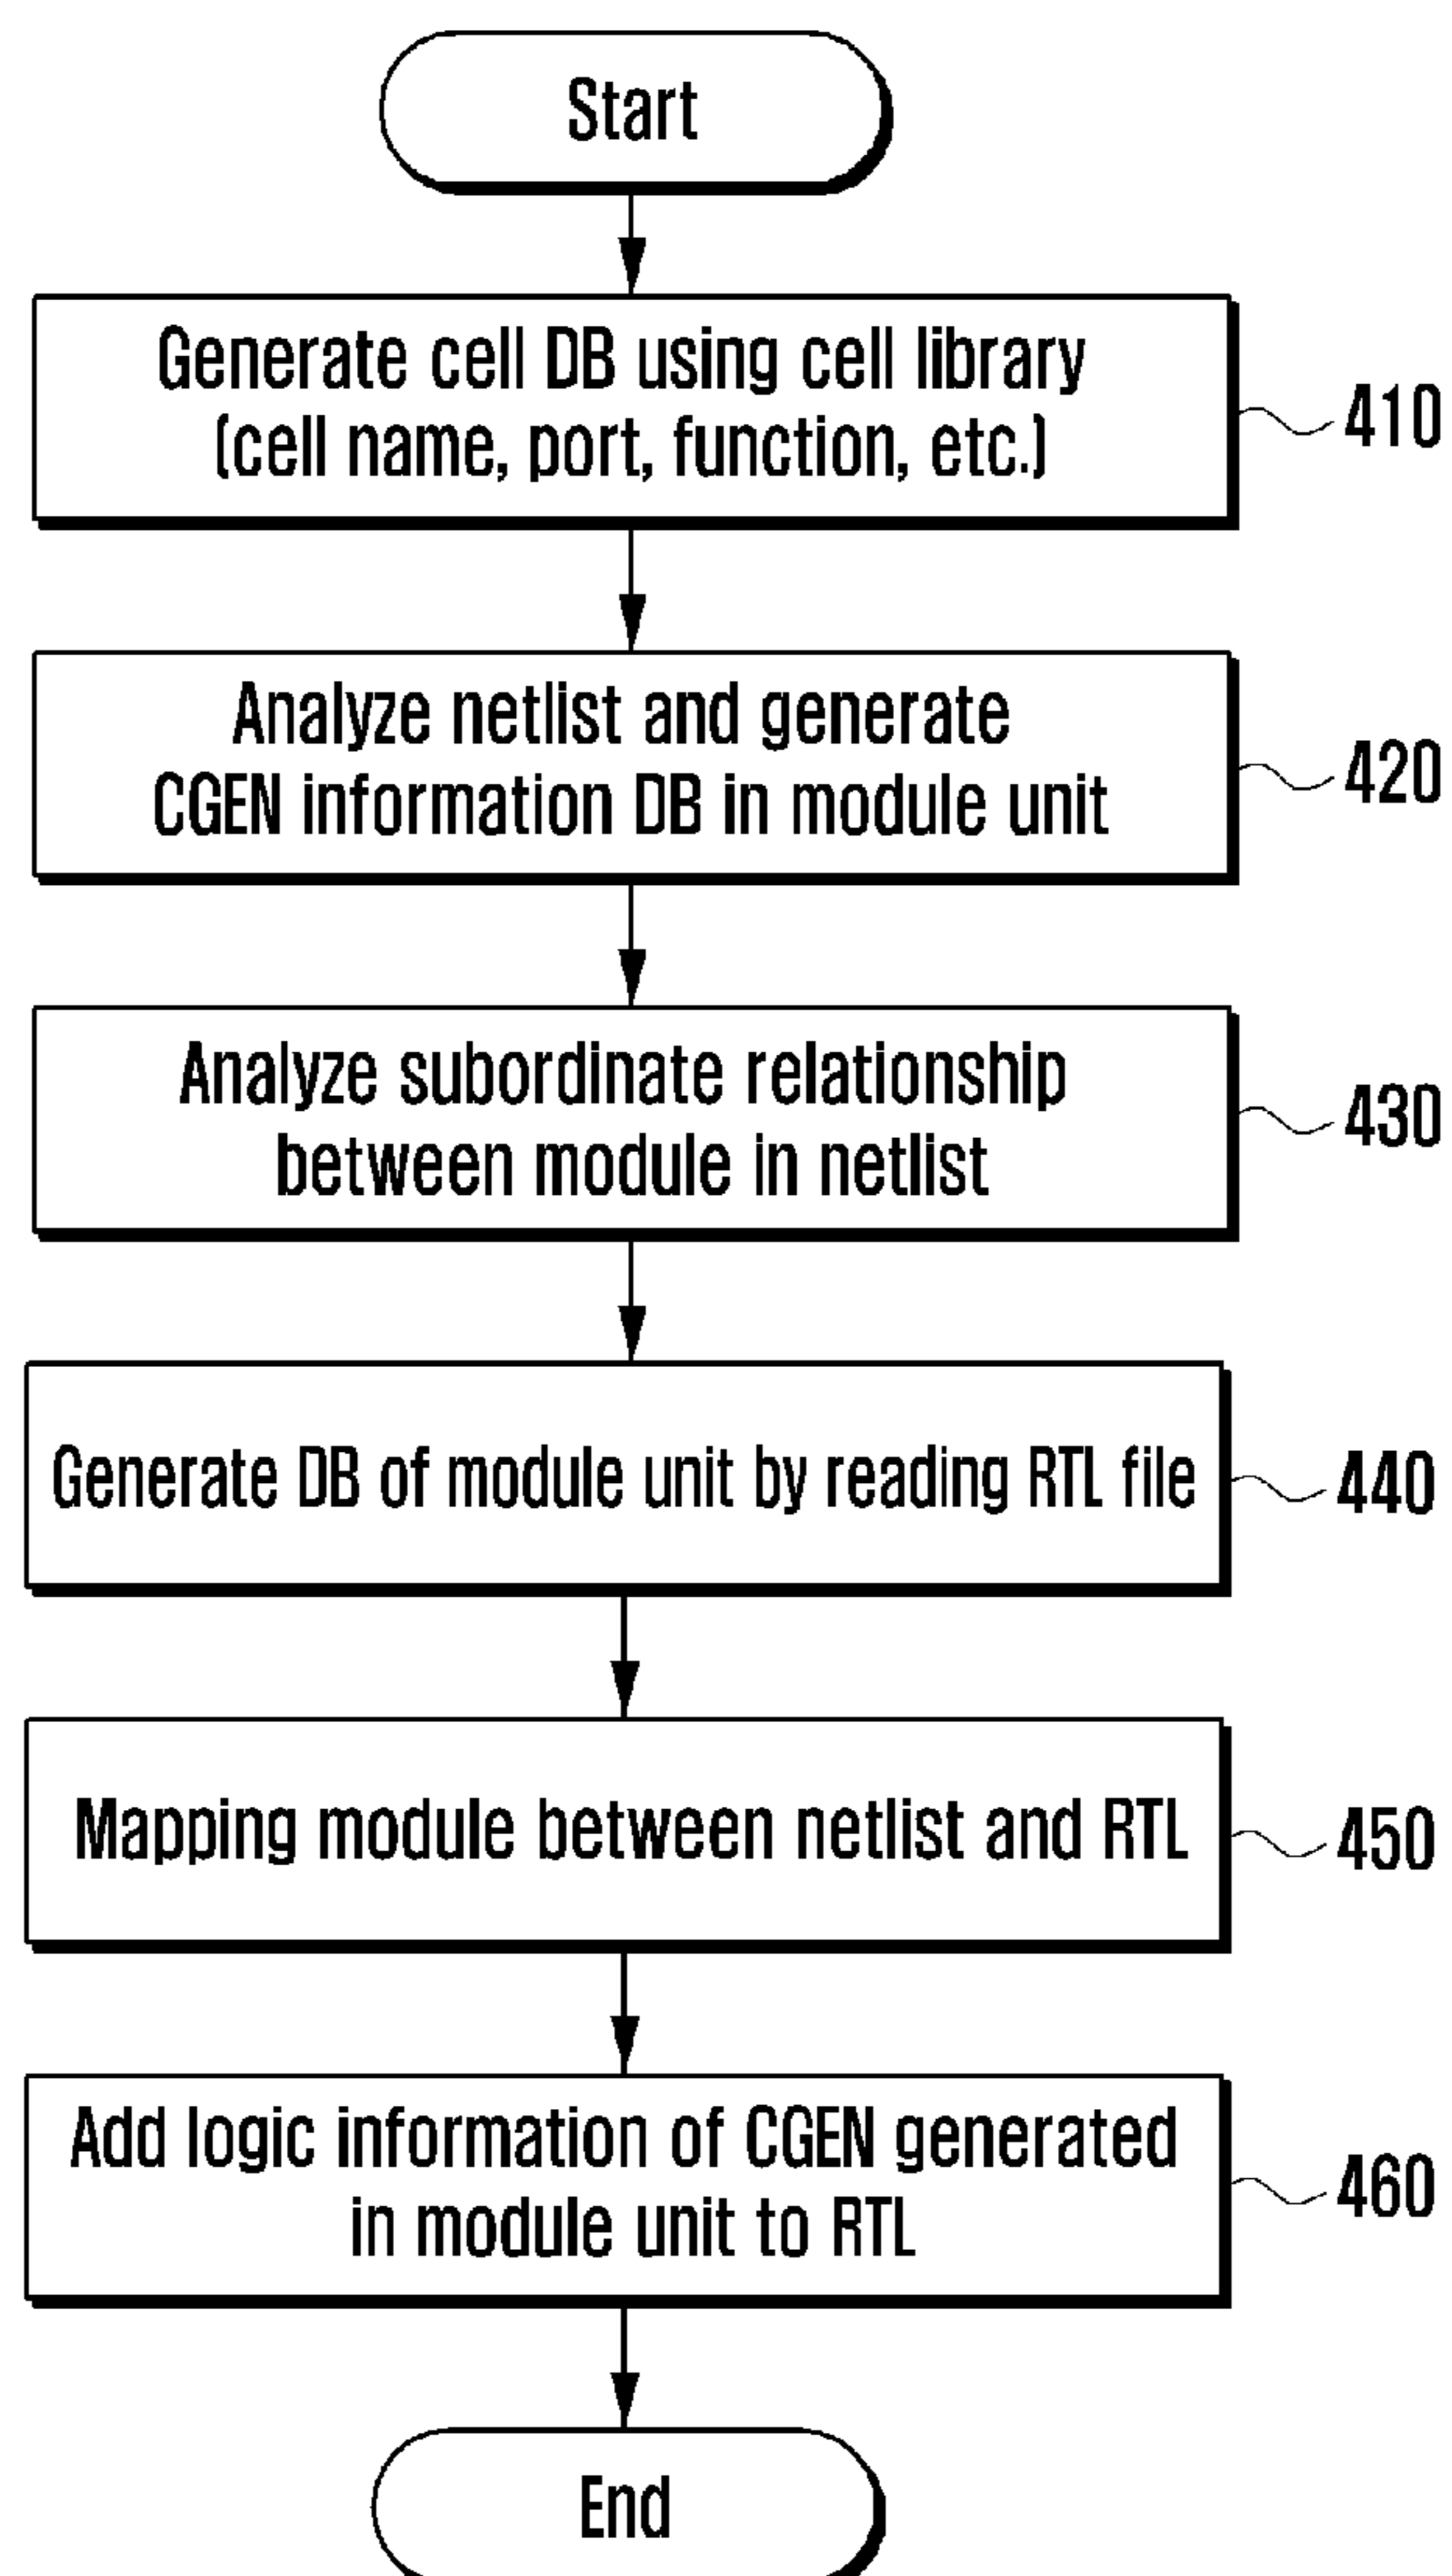 Start
Generate cell DB using cell library
(cell name, port, function, etc.)
410
Analyze netlist and generate
CGEN information DB in module unit
420
Analyze subordinate relationship
between module in netlist
430
Generate DB of module unit by reading RTL file
440
Mapping module between netlist and RTL
450
Add logic information of CGEN generated
in module unit to RTL
460
End